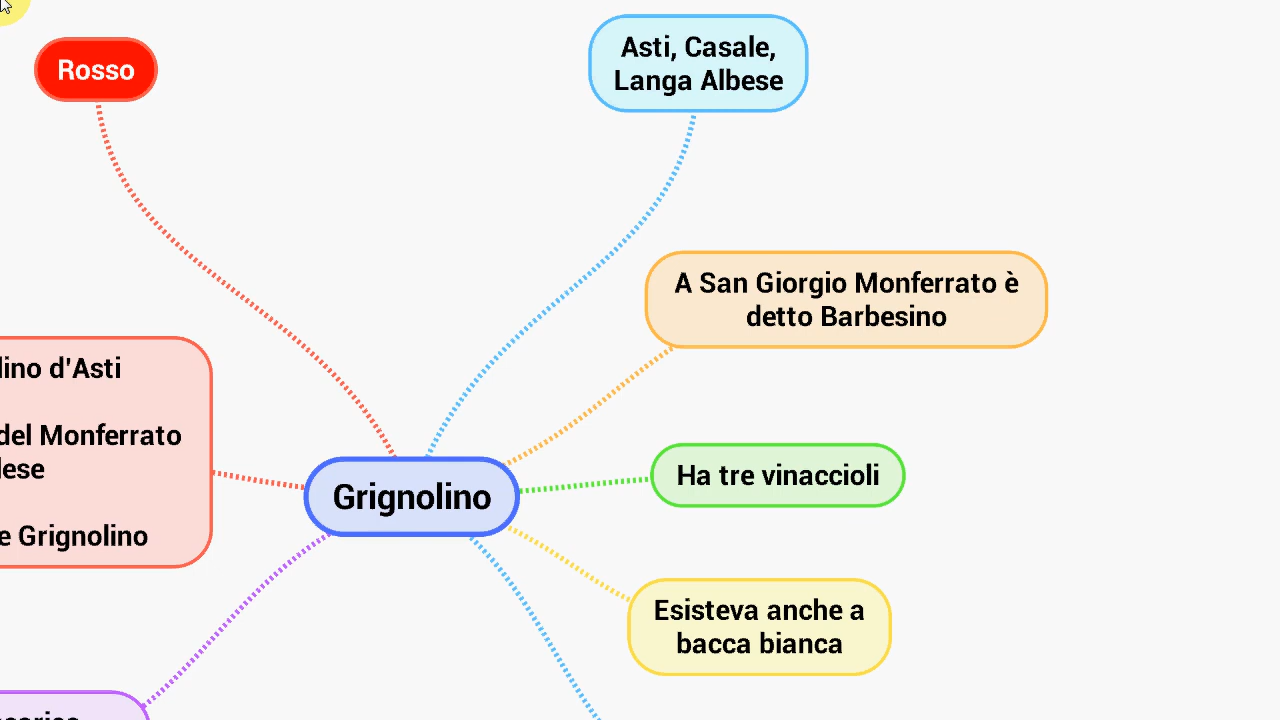 Rosso
Asti, Casale,
Langa Albese
A San Giorgio Monferrato è
detto Barbesino
lino d'Asti
del Monferrato
lese
e Grignolino
Grignolino
Ha tre vinaccioli
Esisteva anche a
bacca bianca